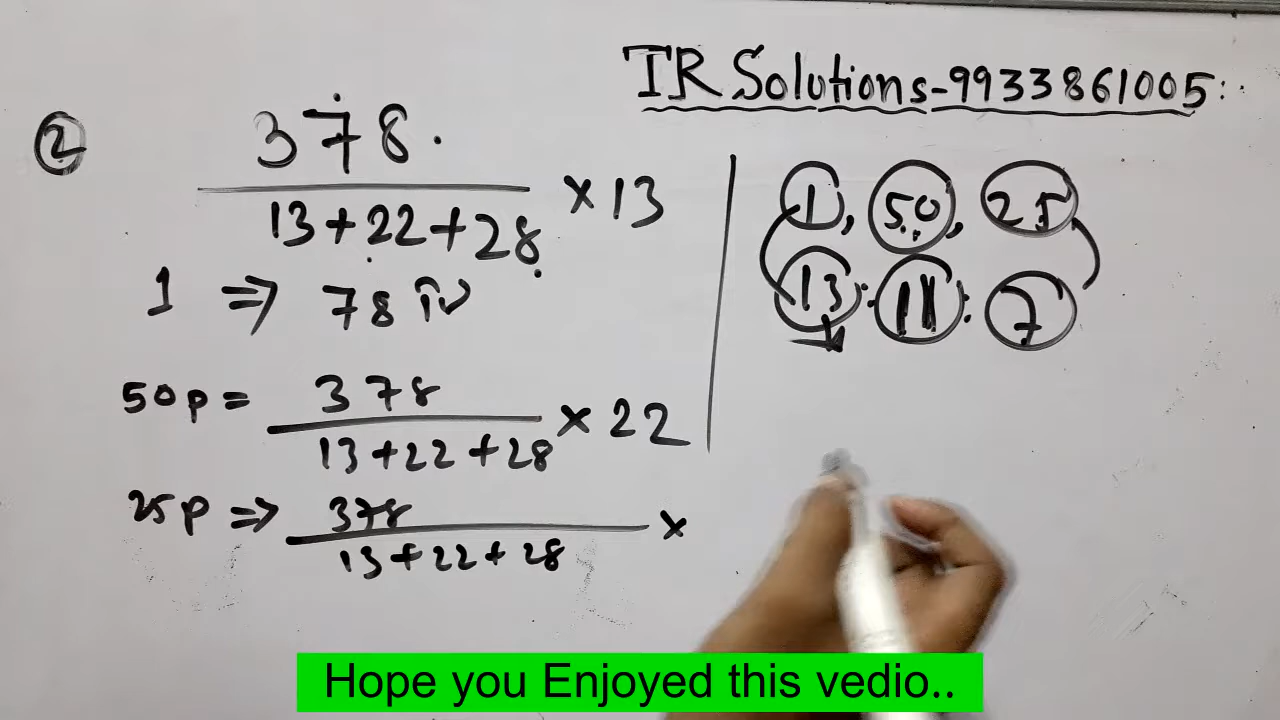 IR Solutions-9933861005:
② 378.
13+22+28 ×13
1 ⇒ 78
50p = 378
13+22+28 ×22
25p ⇒ 378
13+22+28 ×
1, 50, 25
13 : 11 : 7
Hope you Enjoyed this vedio..